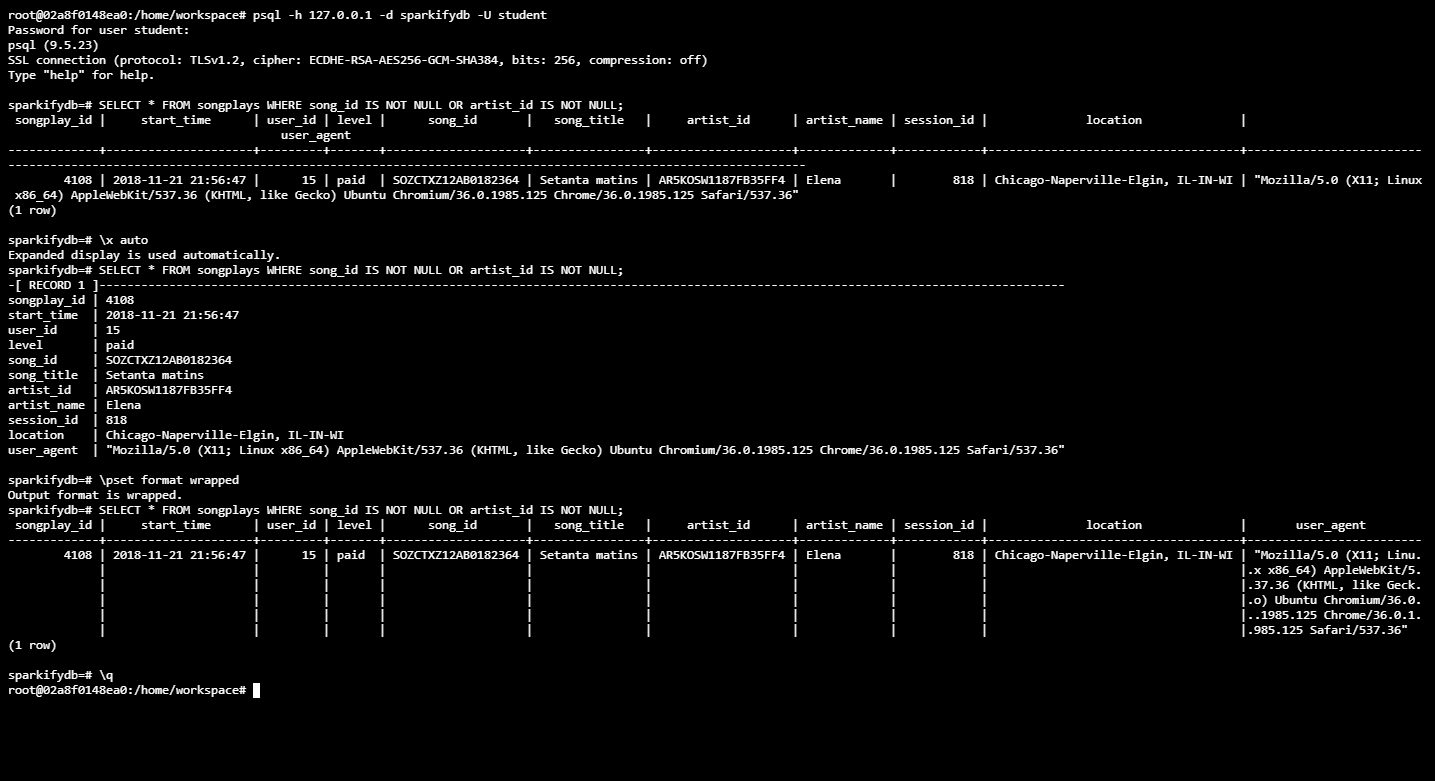 root@02a8f0148ea0:/home/workspace# psql -h 127.0.0.1 -d sparkifydb -U student
Password for user student:
psql (9.5.23)
SSL connection (protocol: TLSv1.2, cipher: ECDHE-RSA-AES256-GCM-SHA384, bits: 256, compression: off)
Type "help" for help.

sparkifydb=# SELECT * FROM songplays WHERE song_id IS NOT NULL OR artist_id IS NOT NULL;
 songplay_id |     start_time      | user_id | level |      song_id       |   song_title   |     artist_id      | artist_name | session_id |              location              |
                                       user_agent
-------------+---------------------+---------+-------+--------------------+----------------+--------------------+-------------+------------+------------------------------------+-------------------------
------------------------------------------------------------------------------------------------------------------
        4108 | 2018-11-21 21:56:47 |      15 | paid  | SOZCTXZ12AB0182364 | Setanta matins | AR5KOSW1187FB35FF4 | Elena       |        818 | Chicago-Naperville-Elgin, IL-IN-WI | "Mozilla/5.0 (X11; Linux
 x86_64) AppleWebKit/537.36 (KHTML, like Gecko) Ubuntu Chromium/36.0.1985.125 Chrome/36.0.1985.125 Safari/537.36"
(1 row)

sparkifydb=# \x auto
Expanded display is used automatically.
sparkifydb=# SELECT * FROM songplays WHERE song_id IS NOT NULL OR artist_id IS NOT NULL;
-[ RECORD 1 ]------------------------------------------------------------------------------------------------------------------------------------------
songplay_id | 4108
start_time  | 2018-11-21 21:56:47
user_id     | 15
level       | paid
song_id     | SOZCTXZ12AB0182364
song_title  | Setanta matins
artist_id   | AR5KOSW1187FB35FF4
artist_name | Elena
session_id  | 818
location    | Chicago-Naperville-Elgin, IL-IN-WI
user_agent  | "Mozilla/5.0 (X11; Linux x86_64) AppleWebKit/537.36 (KHTML, like Gecko) Ubuntu Chromium/36.0.1985.125 Chrome/36.0.1985.125 Safari/537.36"

sparkifydb=# \pset format wrapped
Output format is wrapped.
sparkifydb=# SELECT * FROM songplays WHERE song_id IS NOT NULL OR artist_id IS NOT NULL;
 songplay_id |     start_time      | user_id | level |      song_id       |   song_title   |     artist_id      | artist_name | session_id |              location              |       user_agent
-------------+---------------------+---------+-------+--------------------+----------------+--------------------+-------------+------------+------------------------------------+-------------------------
        4108 | 2018-11-21 21:56:47 |      15 | paid  | SOZCTXZ12AB0182364 | Setanta matins | AR5KOSW1187FB35FF4 | Elena       |        818 | Chicago-Naperville-Elgin, IL-IN-WI | "Mozilla/5.0 (X11; Linu.
             |                     |         |       |                    |                |                    |             |            |                                    |.x x86_64) AppleWebKit/5.
             |                     |         |       |                    |                |                    |             |            |                                    |.37.36 (KHTML, like Geck.
             |                     |         |       |                    |                |                    |             |            |                                    |.o) Ubuntu Chromium/36.0.
             |                     |         |       |                    |                |                    |             |            |                                    |..1985.125 Chrome/36.0.1.
             |                     |         |       |                    |                |                    |             |            |                                    |.985.125 Safari/537.36"
(1 row)

sparkifydb=# \q
root@02a8f0148ea0:/home/workspace#